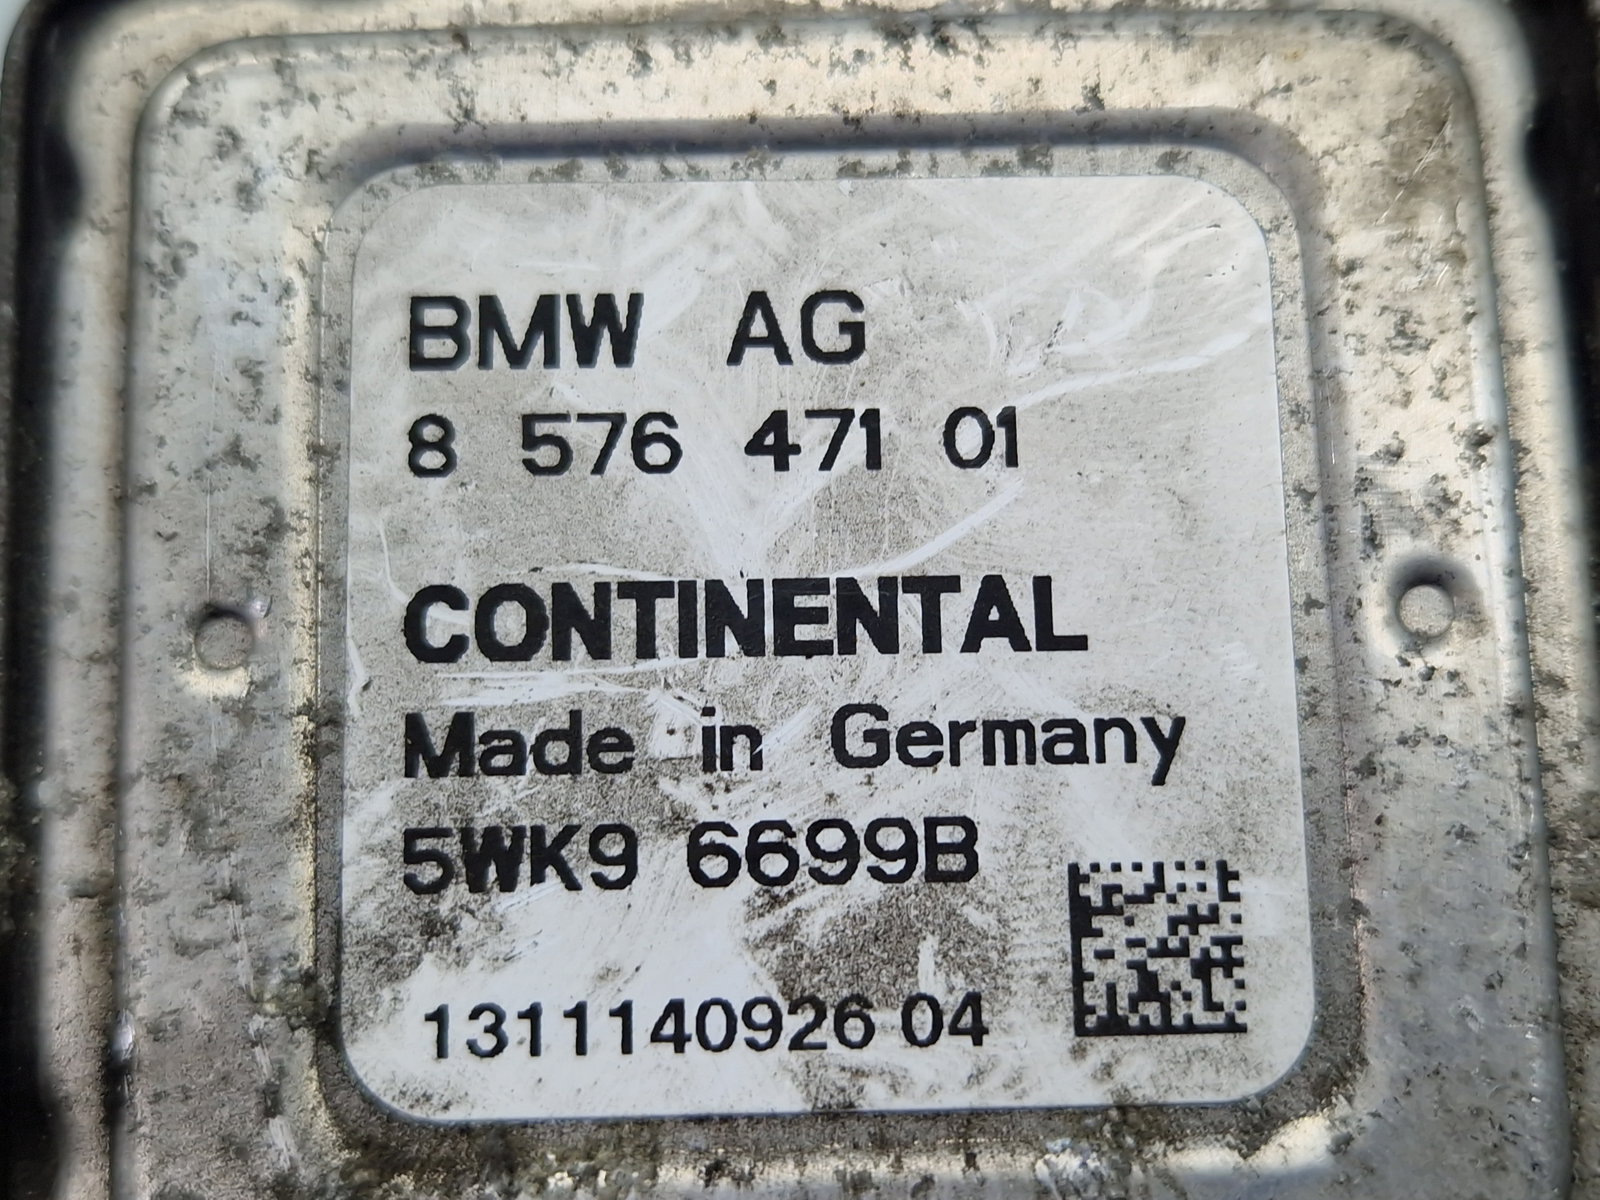 BMW AG
8 576 471 01
CONTINENTAL
Made in Germany
5WK9 6699B
1311140926 04